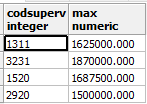 codsuperv max
integer numeric
1311 1625000.000
3231 1870000.000
1520 1687500.000
2920 1500000.000